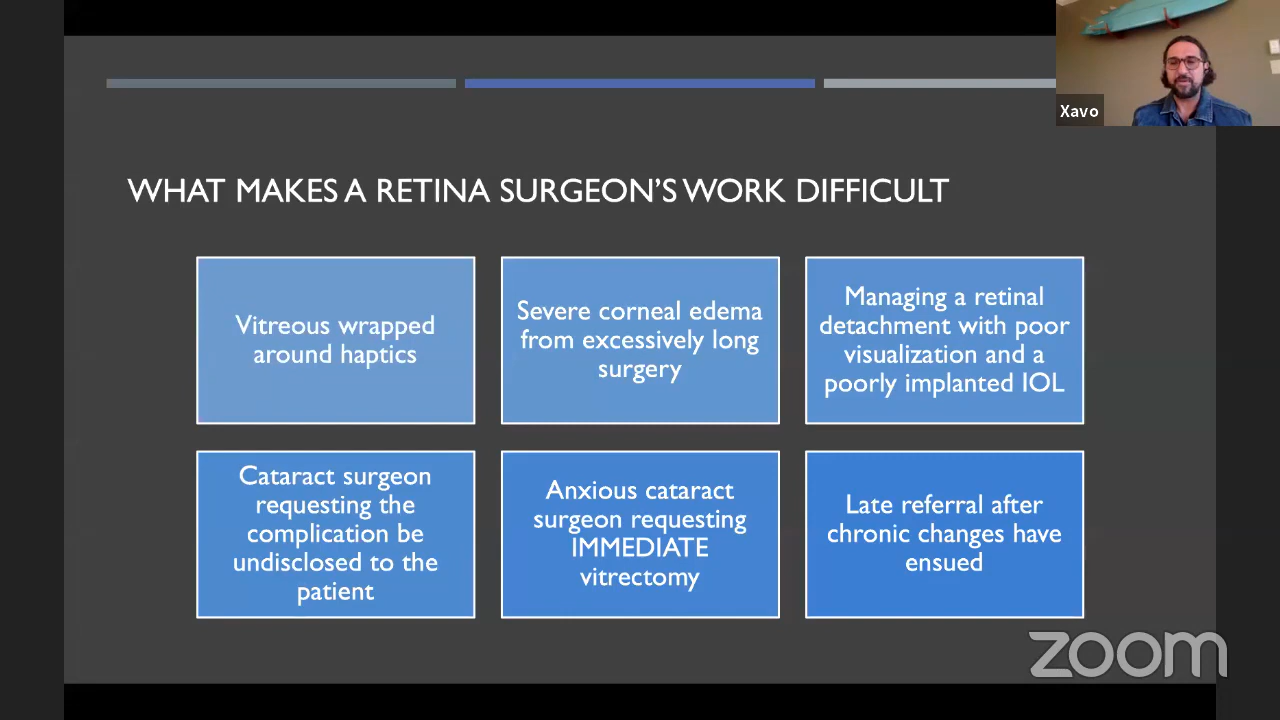 Xavo
WHAT MAKES A RETINA SURGEON'S WORK DIFFICULT
Vitreous wrapped
around haptics
Severe corneal edema
from excessively long
surgery
Managing a retinal
detachment with poor
visualization and a
poorly implanted IOL
Cataract surgeon
requesting the
complication be
undisclosed to the
patient
Anxious cataract
surgeon requesting
IMMEDIATE
vitrectomy
Late referral after
chronic changes have
ensued
zoom